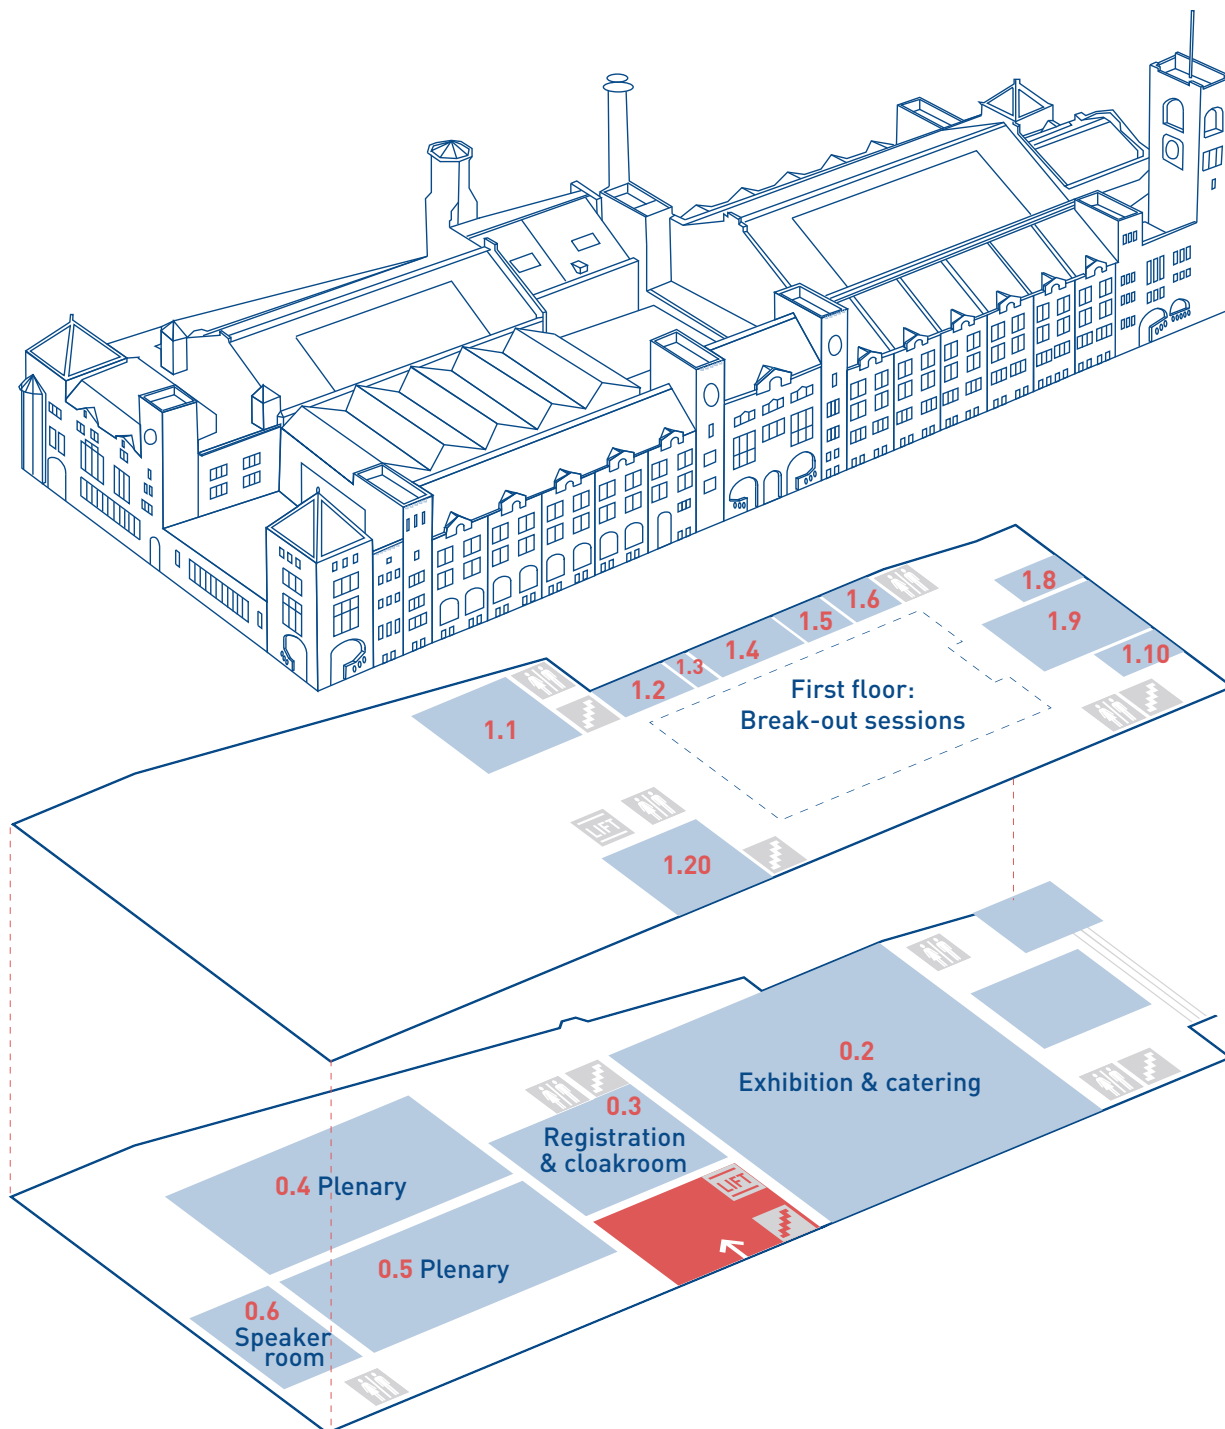 1.8
1.6
1.9
1.5
1.4
1.10
1.3
1.2
First floor:
Break-out sessions
1.1
LIFT
1.20
0.2
Exhibition & catering
0.3
Registration
& cloakroom
0.4 Plenary
LIFT
0.5 Plenary
0.6
Speaker
room